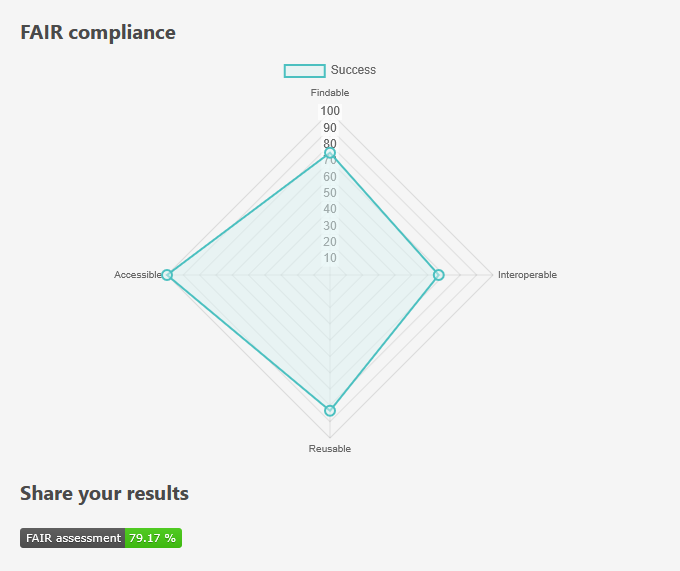 FAIR compliance
Success
Findable
100
90
80
70
60
50
40
30
20
10
Accessible
Interoperable
Reusable
Share your results
FAIR assessment 79.17 %